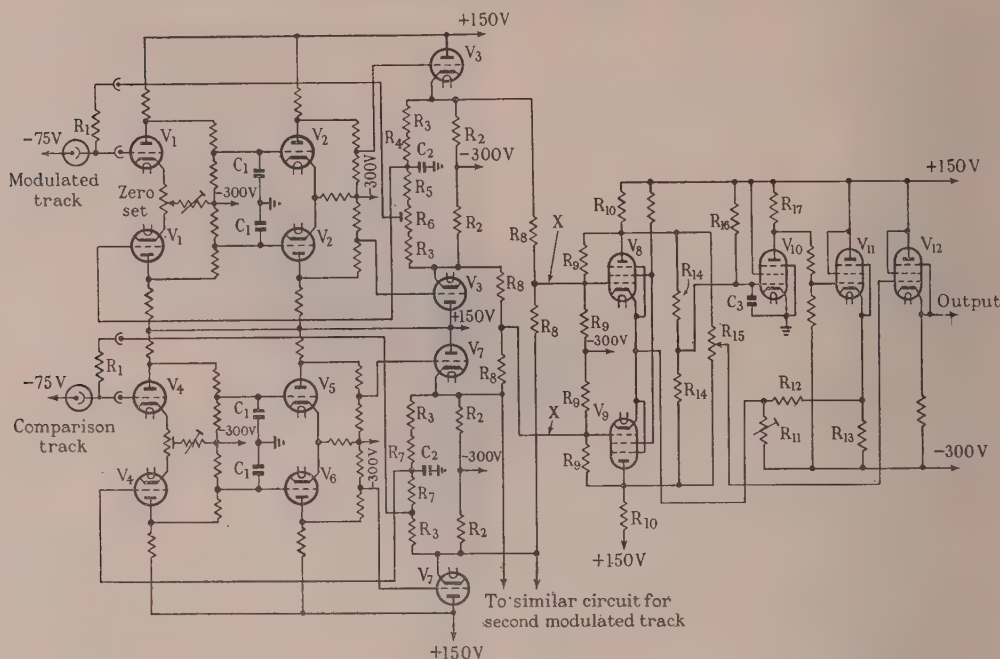 +150V
V3
R1
-75V
V1
V2
R3
R4
R2
C1
C2
-300V
Modulated
track
Zero
set
-300V
-300V
R5
R6
+150V
V1
C1
V2
R2
R3
R8
X
R10
R9
V8
R16
R17
V10
V11
V12
R14
C3
Output
R8
V3
+150V
R8
R9
-300V
R15
R1
V7
R8
-75V
V4
V5
X
R9
V9
R14
R12
Comparison
track
C1
-300V
R3
R2
R11
R13
R7
C2
-300V
R9
-300V
V4
C1
V6
-300V
R7
R3
R2
R10
V7
+150V
To similar circuit for
second modulated track
+150V